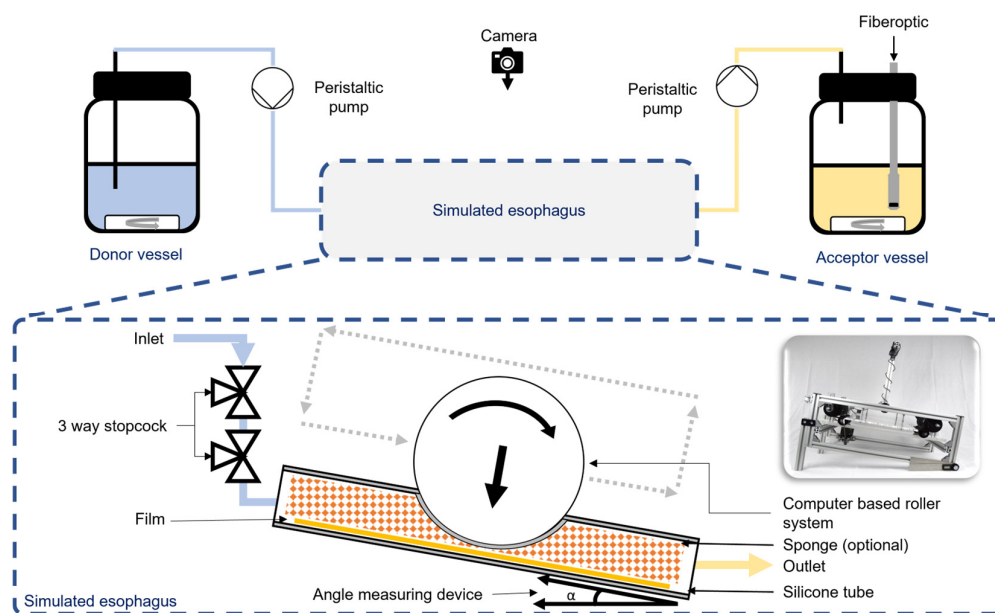 Camera
Fiberoptic
Peristaltic
pump
Peristaltic
pump
Simulated esophagus
Donor vessel
Acceptor vessel
Inlet
3 way stopcock
Film
Computer based roller
system
Sponge (optional)
Outlet
Silicone tube
Angle measuring device
α
Simulated esophagus